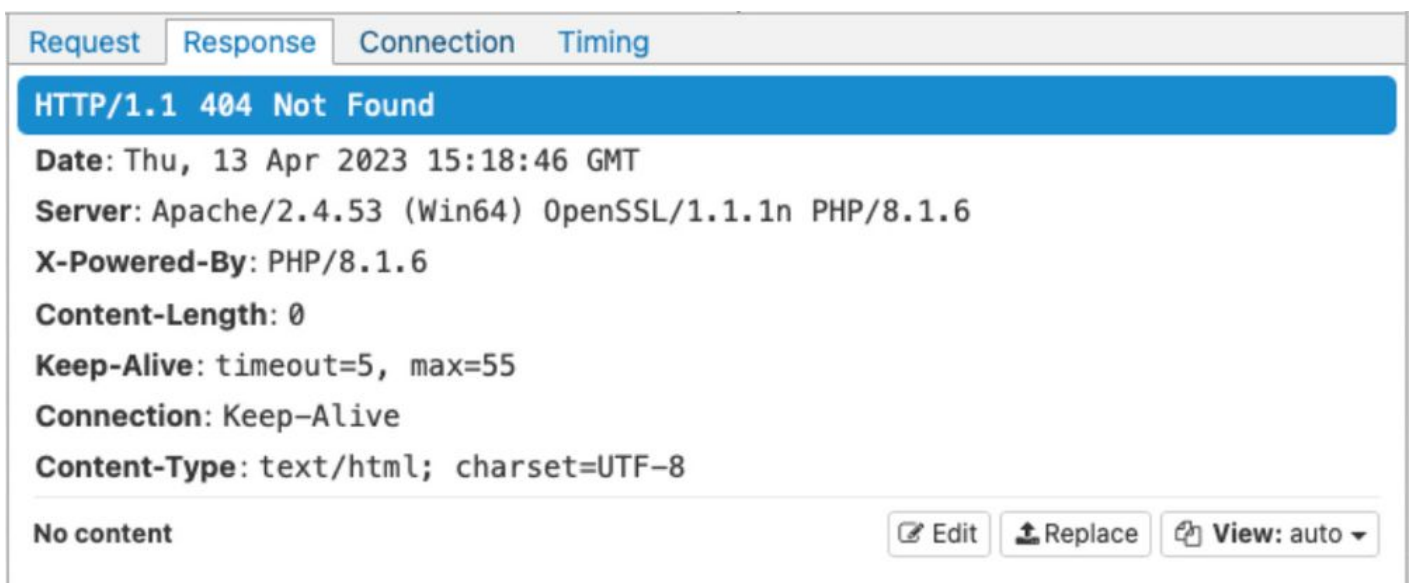 Request Response Connection Timing
HTTP/1.1 404 Not Found
Date: Thu, 13 Apr 2023 15:18:46 GMT
Server: Apache/2.4.53 (Win64) OpenSSL/1.1.1n PHP/8.1.6
X-Powered-By: PHP/8.1.6
Content-Length: 0
Keep-Alive: timeout=5, max=55
Connection: Keep-Alive
Content-Type: text/html; charset=UTF-8
No content Edit Replace View: auto